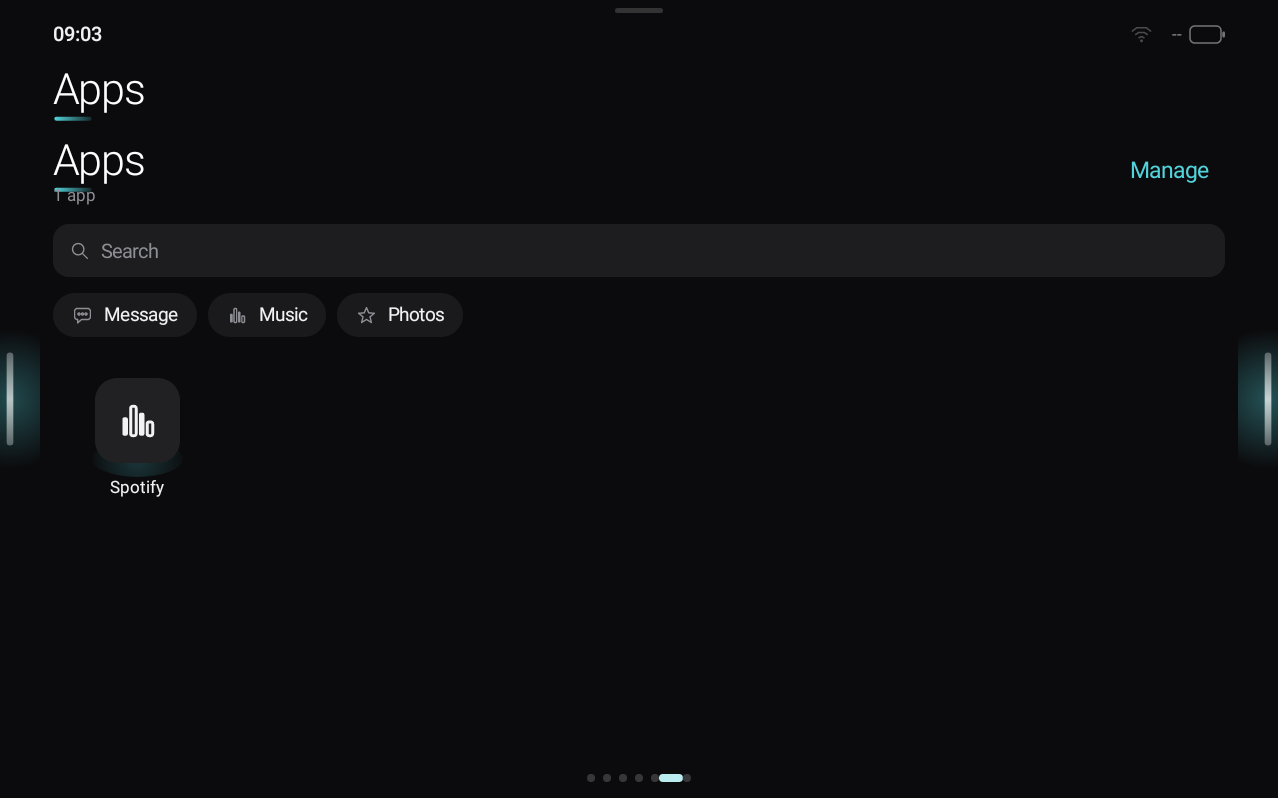 09:03
--
Apps
Apps
Manage
1 app
Search
Message
Music
Photos
Spotify